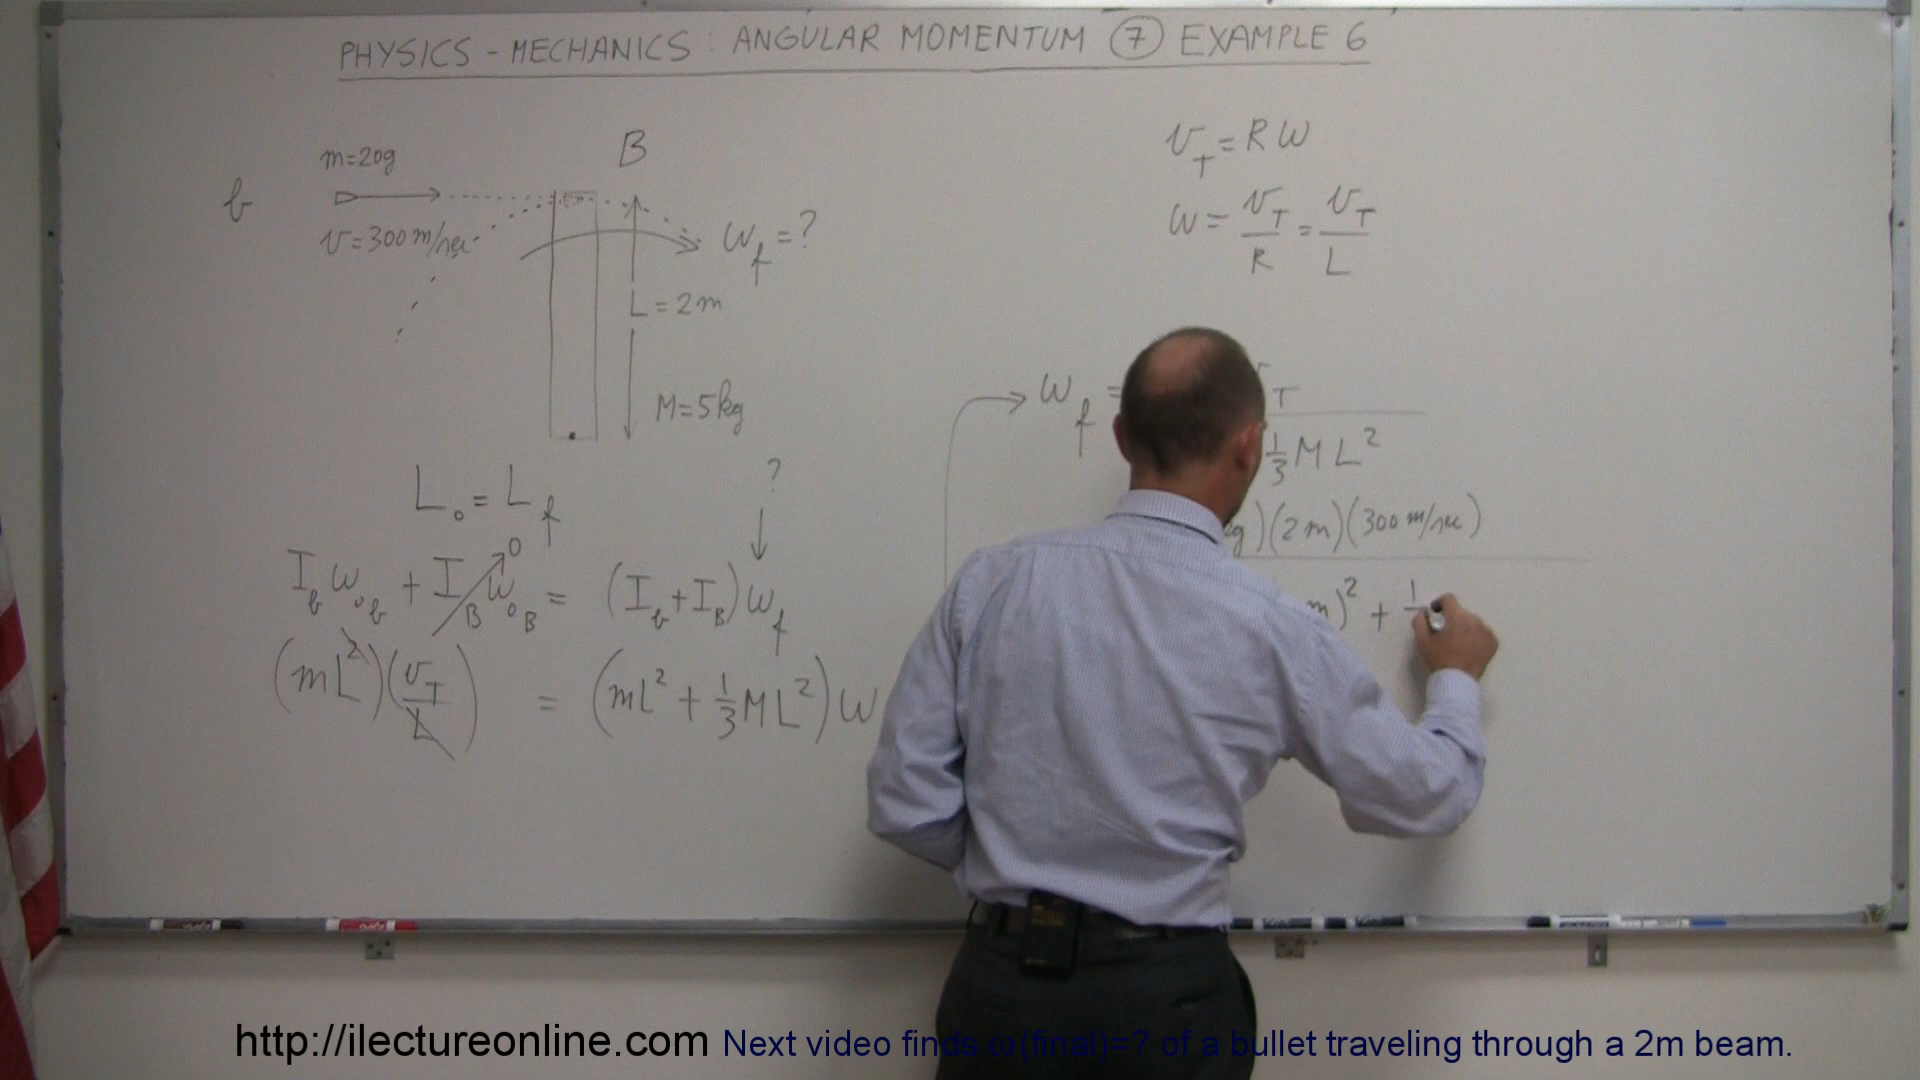 PHYSICS - MECHANICS : ANGULAR MOMENTUM ⑦ EXAMPLE 6
m=20g
B
b
v=300 m/sec
ω_f = ?
L = 2m
M=5kg
L_o = L_f
?
I_b ω_ob + I_B ω_oB = (I_b + I_B) ω_f
0
(mL²)(v_T/L) = (mL² + 1/3 ML²) ω
v_T = R ω
ω = v_T/R = v_T/L
ω_f =
T
1/3 M L²
g)(2m)(300 m/sec)
m)² + 1
http://ilectureonline.com Next video finds ω(final)=? of a bullet traveling through a 2m beam.